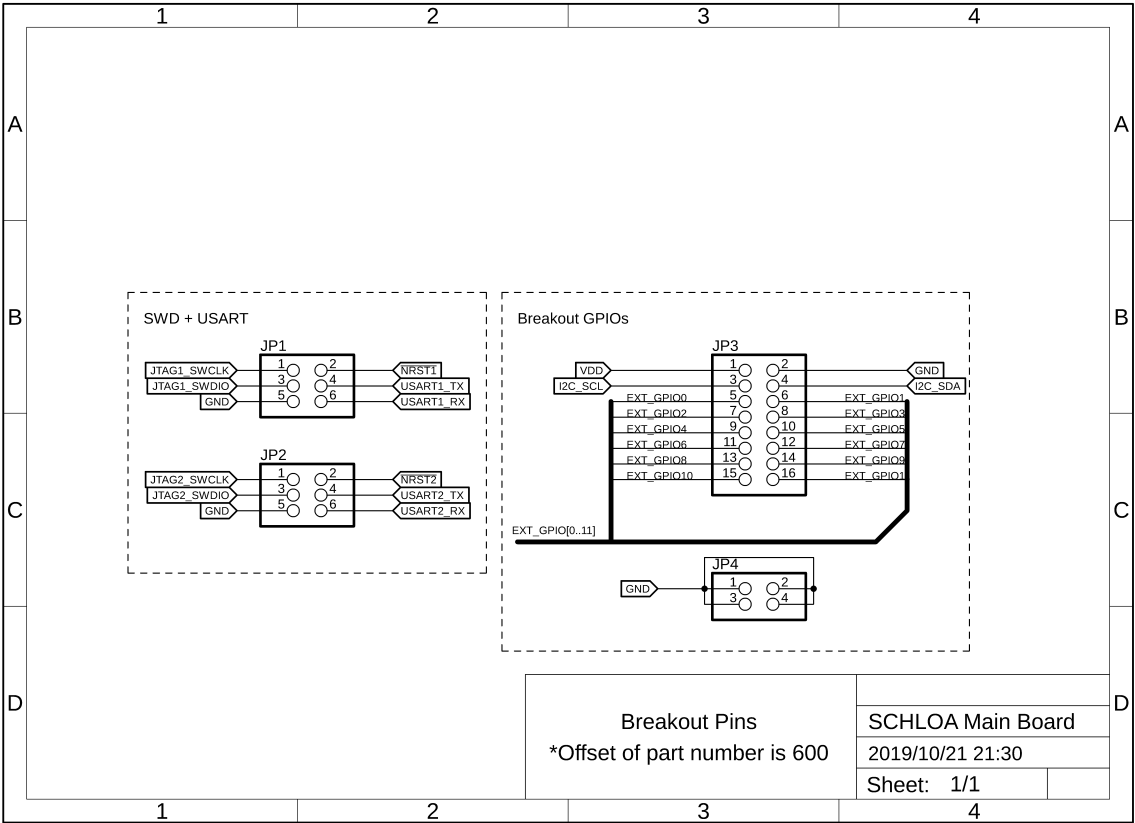 1 2 3 4
A A
B B
C C
D D
SWD + USART
JP1
JTAG1_SWCLK 1 2 NRST1
JTAG1_SWDIO 3 4 USART1_TX
GND 5 6 USART1_RX
JP2
JTAG2_SWCLK 1 2 NRST2
JTAG2_SWDIO 3 4 USART2_TX
GND 5 6 USART2_RX
Breakout GPIOs
JP3
VDD 1 2 GND
I2C_SCL 3 4 I2C_SDA
EXT_GPIO0 5 6 EXT_GPIO1
EXT_GPIO2 7 8 EXT_GPIO3
EXT_GPIO4 9 10 EXT_GPIO5
EXT_GPIO6 11 12 EXT_GPIO7
EXT_GPIO8 13 14 EXT_GPIO9
EXT_GPIO10 15 16 EXT_GPIO1
EXT_GPIO[0..11]
JP4
GND 1 2
3 4
Breakout Pins
*Offset of part number is 600
SCHLOA Main Board
2019/10/21 21:30
Sheet: 1/1
1 2 3 4